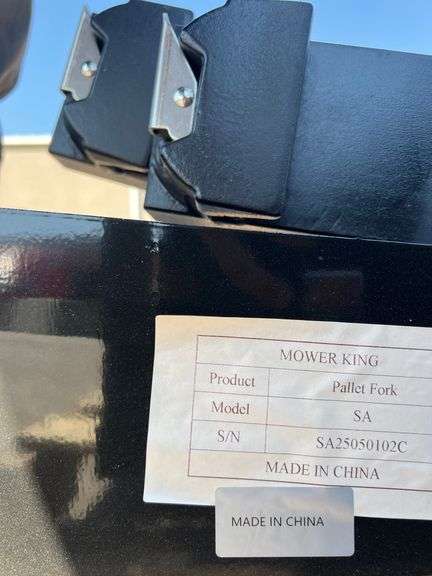 MOWER KING
Product Pallet Fork
Model SA
S/N SA25050102C
MADE IN CHINA
MADE IN CHINA